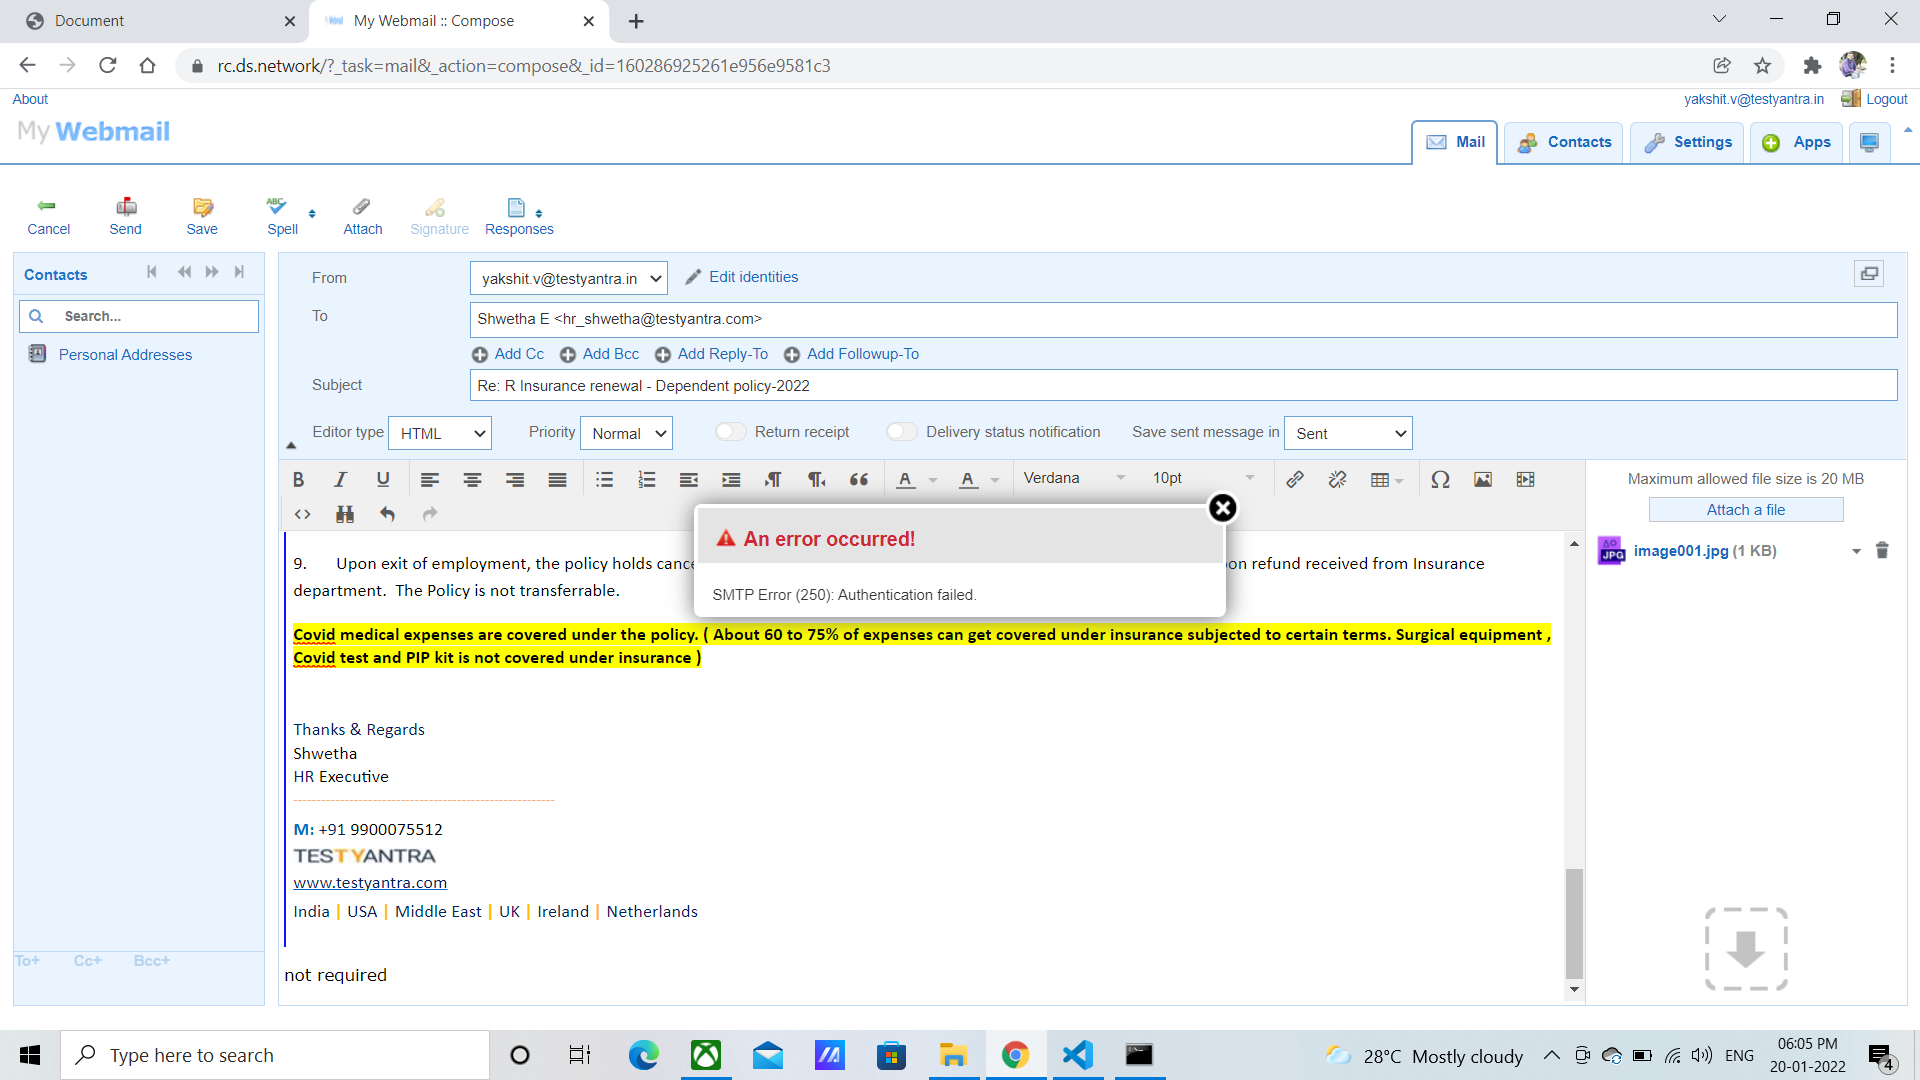 Document
My Webmail :: Compose
rc.ds.network/?_task=mail&_action=compose&_id=160286925261e956e9581c3
About
yakshit.v@testyantra.in Logout
My Webmail
Mail Contacts Settings Apps
Cancel Send Save Spell Attach Signature Responses
ABC
Contacts
Search...
Personal Addresses
To+ Cc+ Bcc+
From yakshit.v@testyantra.in Edit identities
To Shwetha E <hr_shwetha@testyantra.com>
Add Cc Add Bcc Add Reply-To Add Followup-To
Subject Re: R Insurance renewal - Dependent policy-2022
Editor type HTML Priority Normal Return receipt Delivery status notification Save sent message in Sent
B I U A A Verdana 10pt Ω
Maximum allowed file size is 20 MB
Attach a file
image001.jpg (1 KB)
JPG
An error occurred!
SMTP Error (250): Authentication failed.
9. Upon exit of employment, the policy holds refund received from Insurance
department. The Policy is not transferrable.
Covid medical expenses are covered under the policy. ( About 60 to 75% of expenses can get covered under insurance subjected to certain terms. Surgical equipment ,
Covid test and PIP kit is not covered under insurance )
Thanks & Regards
Shwetha
HR Executive
--------------------------------------------------------
M: +91 9900075512
TESTYANTRA
www.testyantra.com
India | USA | Middle East | UK | Ireland | Netherlands
not required
Type here to search
28°C Mostly cloudy
ENG
06:05 PM
20-01-2022
4